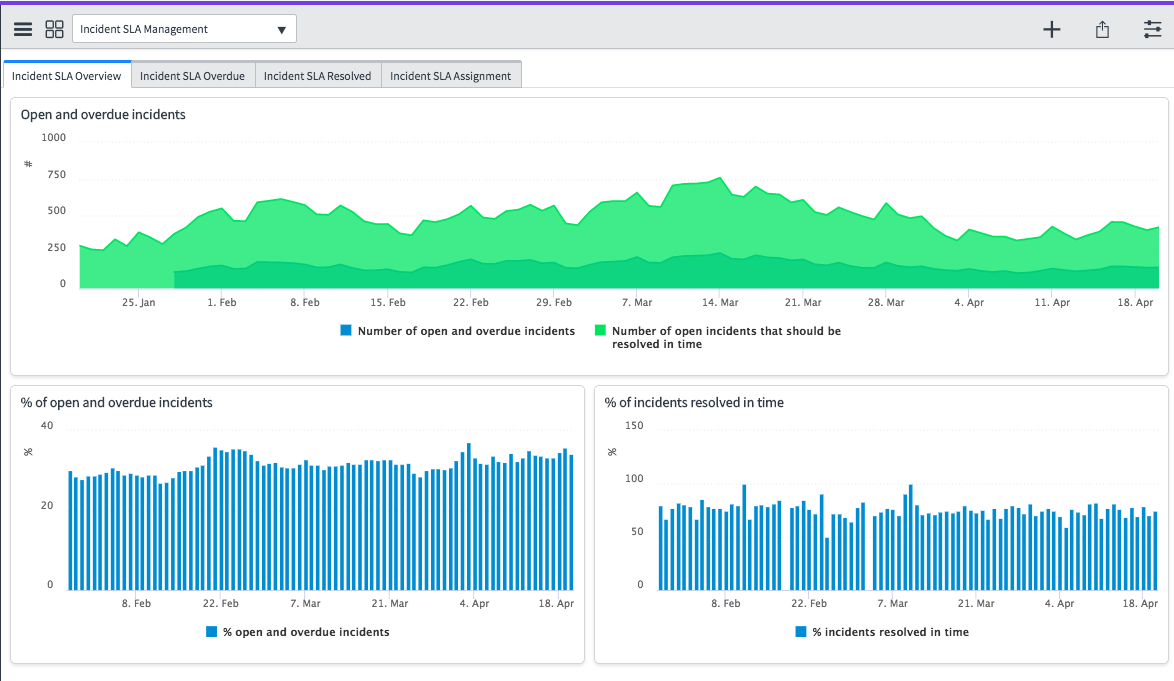 Incident SLA Management ▼
Incident SLA Overview
Incident SLA Overdue
Incident SLA Resolved
Incident SLA Assignment
Open and overdue incidents
1000
#
750
500
250
0
25. Jan 1. Feb 8. Feb 15. Feb 22. Feb 29. Feb 7. Mar 14. Mar 21. Mar 28. Mar 4. Apr 11. Apr 18. Apr
Number of open and overdue incidents
Number of open incidents that should be
resolved in time
% of open and overdue incidents
40
%
20
0
8. Feb 22. Feb 7. Mar 21. Mar 4. Apr 18. Apr
% open and overdue incidents
% of incidents resolved in time
150
%
100
50
0
8. Feb 22. Feb 7. Mar 21. Mar 4. Apr 18. Apr
% incidents resolved in time